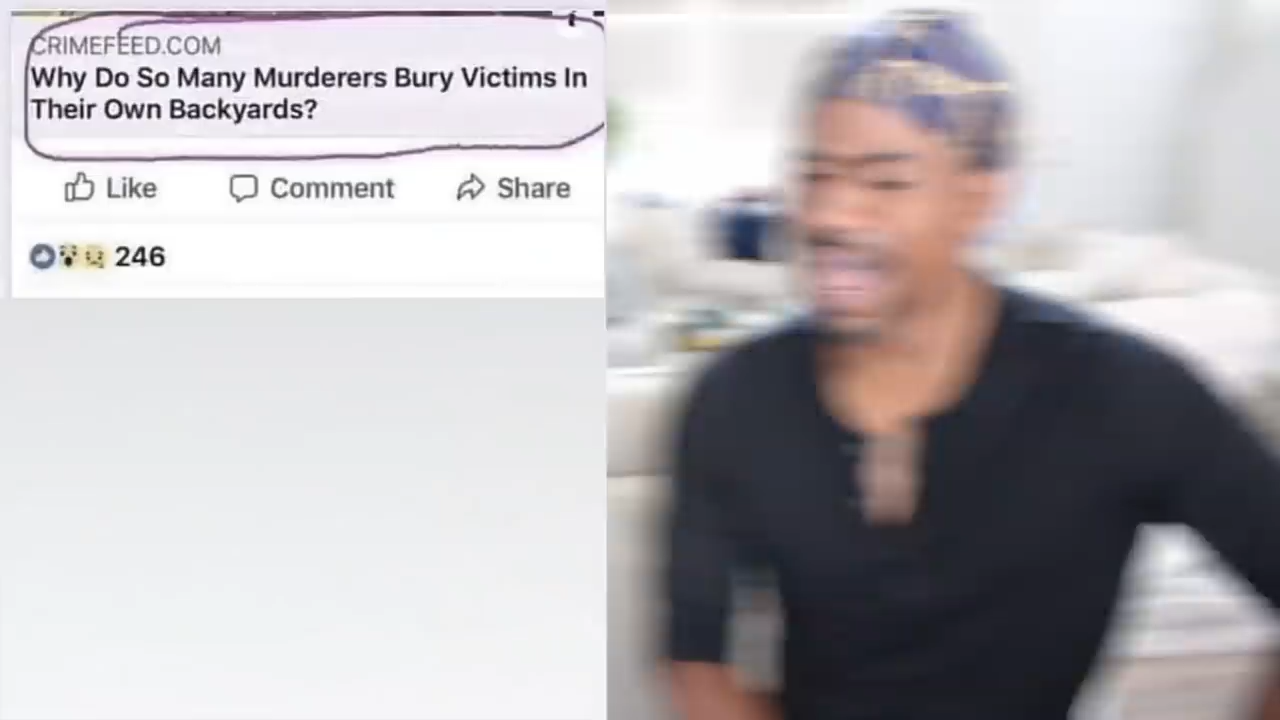 CRIMEFEED.COM
Why Do So Many Murderers Bury Victims In
Their Own Backyards?
Like Comment Share
246